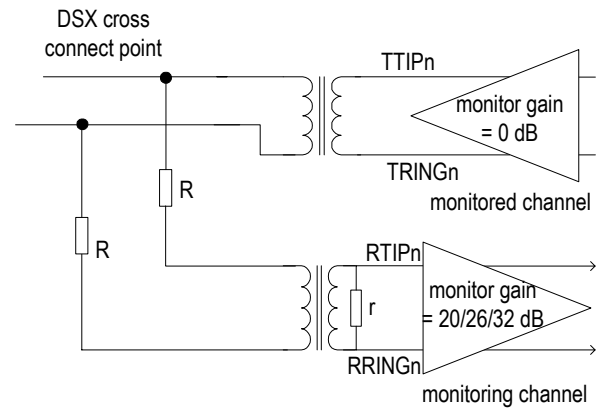 DSX cross
connect point
TTIPn
monitor gain
= 0 dB
TRINGn
monitored channel
R
R
RTIPn
monitor gain
= 20/26/32 dB
r
RRINGn
monitoring channel